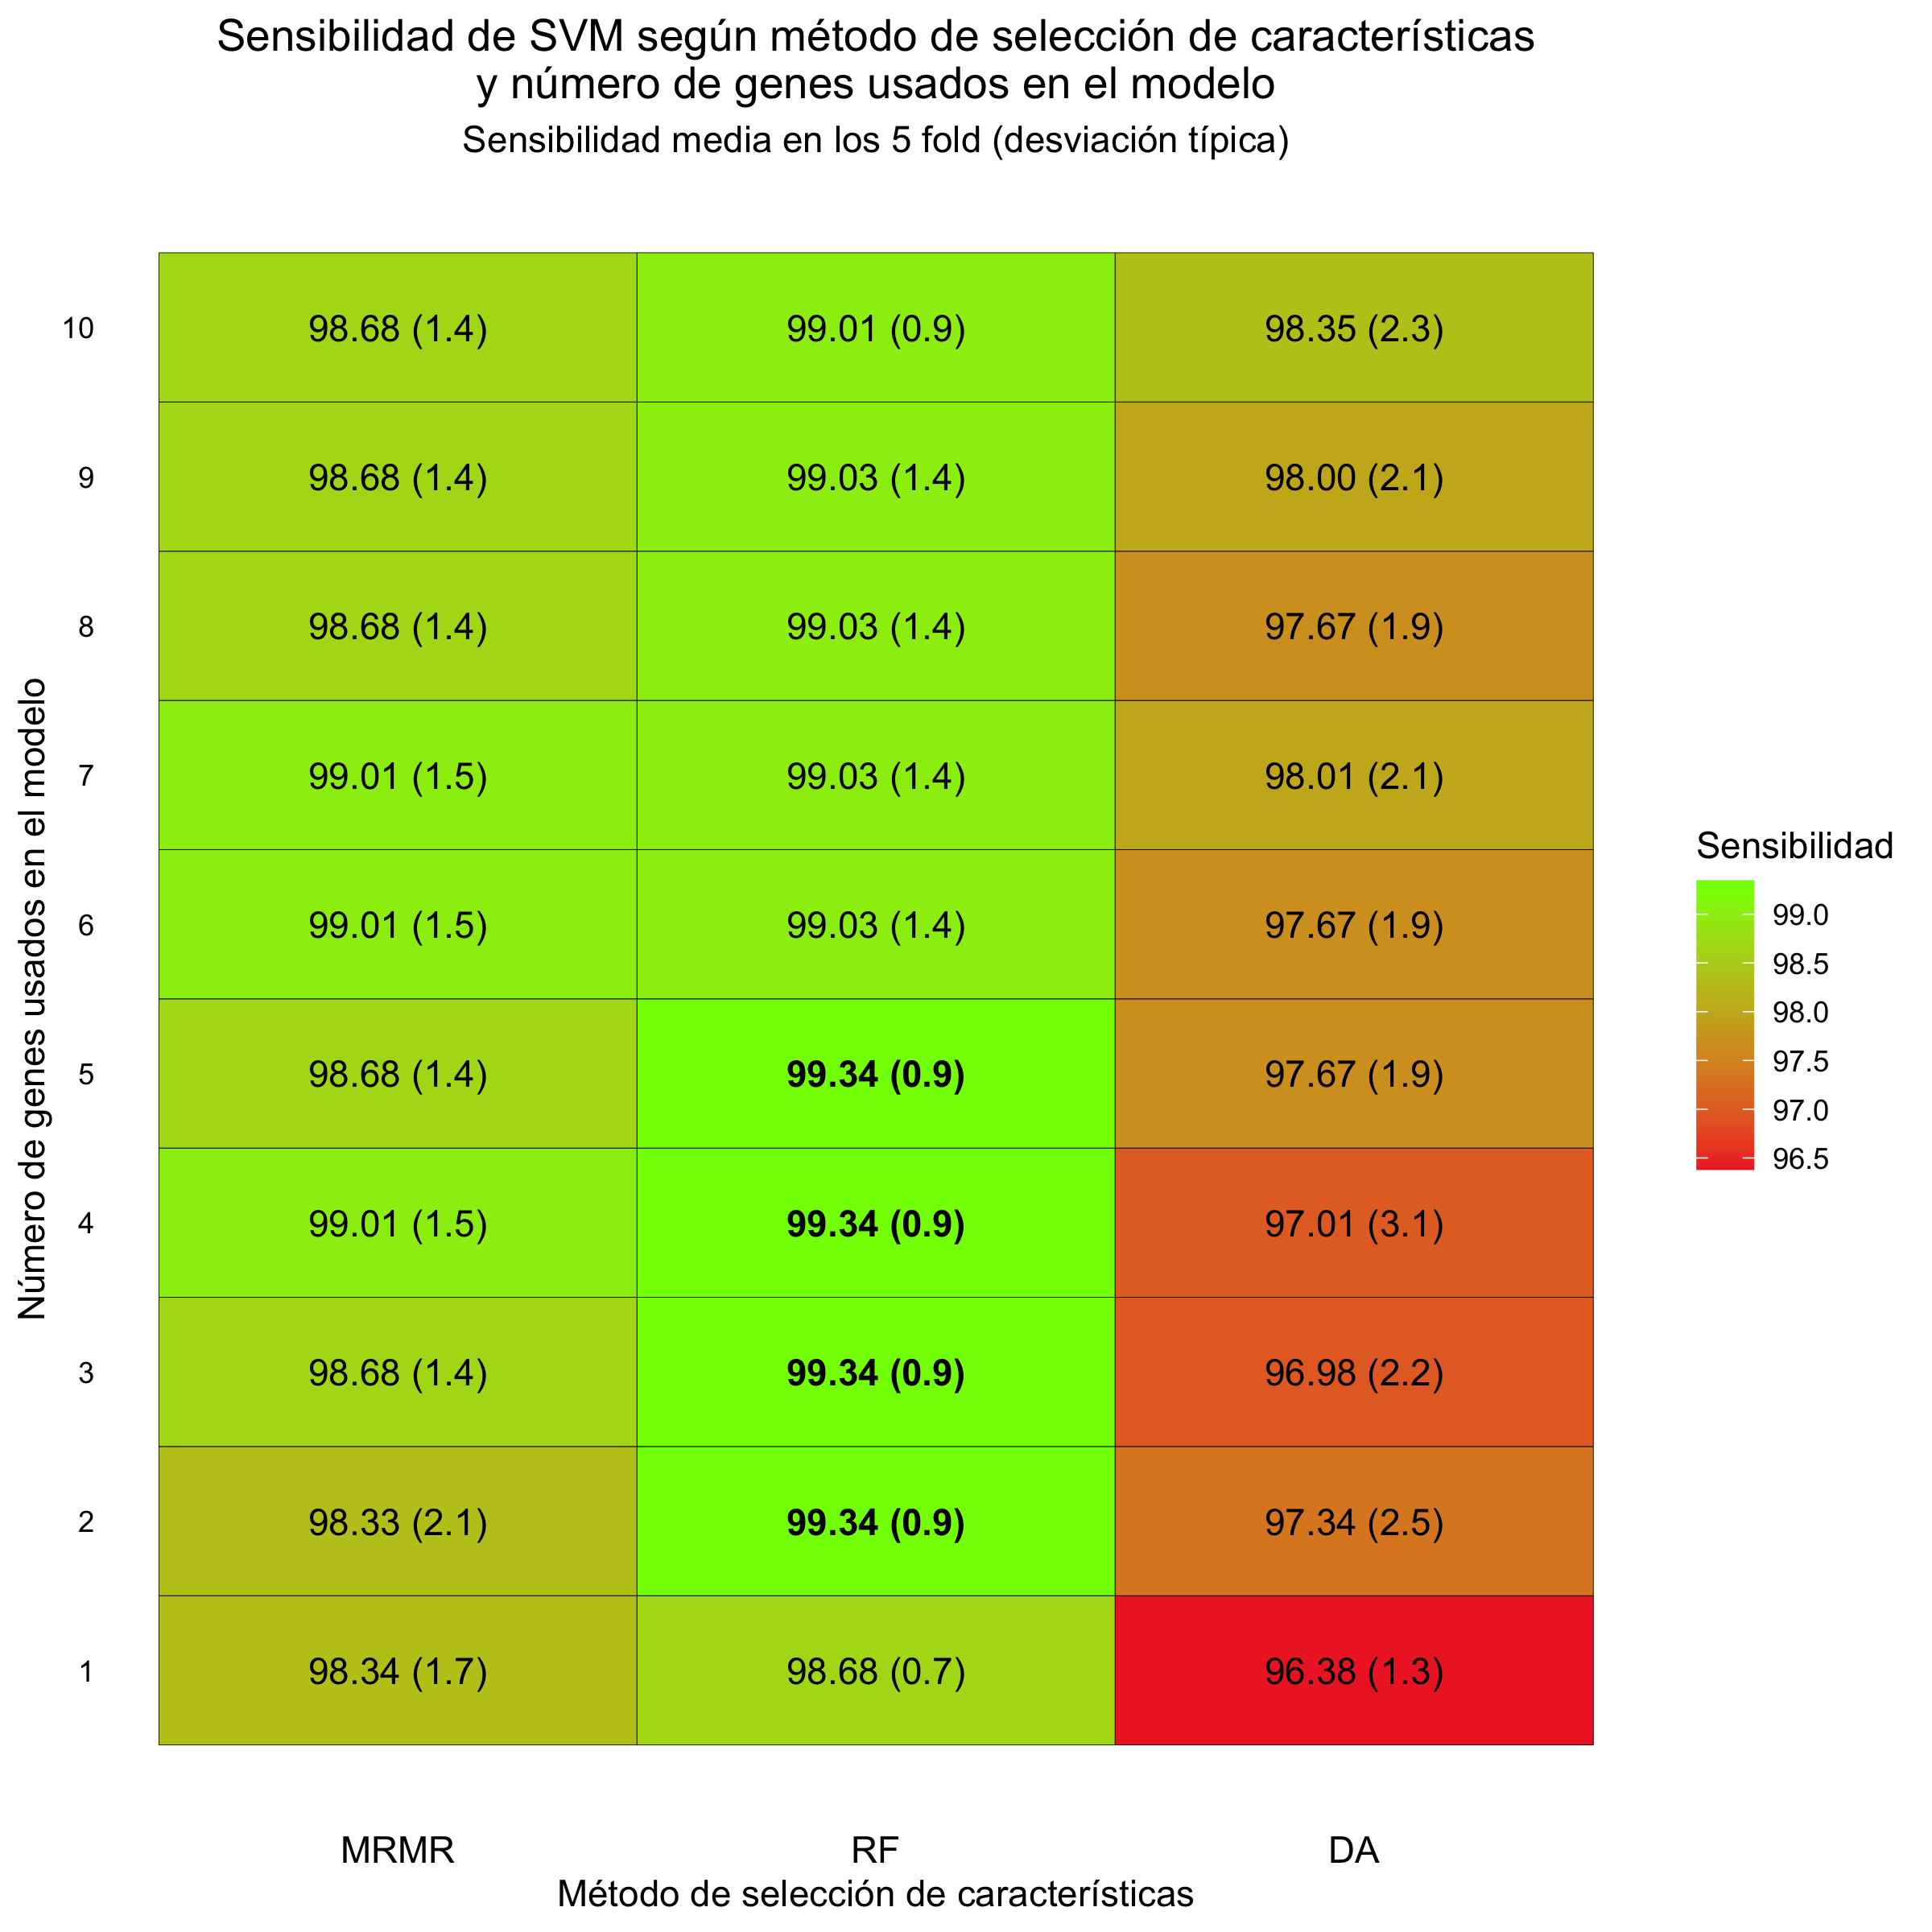 Sensibilidad de SVM según método de selección de características
y número de genes usados en el modelo
Sensibilidad media en los 5 fold (desviación típica)
Número de genes usados en el modelo
10 98.68 (1.4) 99.01 (0.9) 98.35 (2.3)
9 98.68 (1.4) 99.03 (1.4) 98.00 (2.1)
8 98.68 (1.4) 99.03 (1.4) 97.67 (1.9)
7 99.01 (1.5) 99.03 (1.4) 98.01 (2.1)
6 99.01 (1.5) 99.03 (1.4) 97.67 (1.9)
5 98.68 (1.4) 99.34 (0.9) 97.67 (1.9)
4 99.01 (1.5) 99.34 (0.9) 97.01 (3.1)
3 98.68 (1.4) 99.34 (0.9) 96.98 (2.2)
2 98.33 (2.1) 99.34 (0.9) 97.34 (2.5)
1 98.34 (1.7) 98.68 (0.7) 96.38 (1.3)
MRMR RF DA
Método de selección de características
Sensibilidad
99.0
98.5
98.0
97.5
97.0
96.5